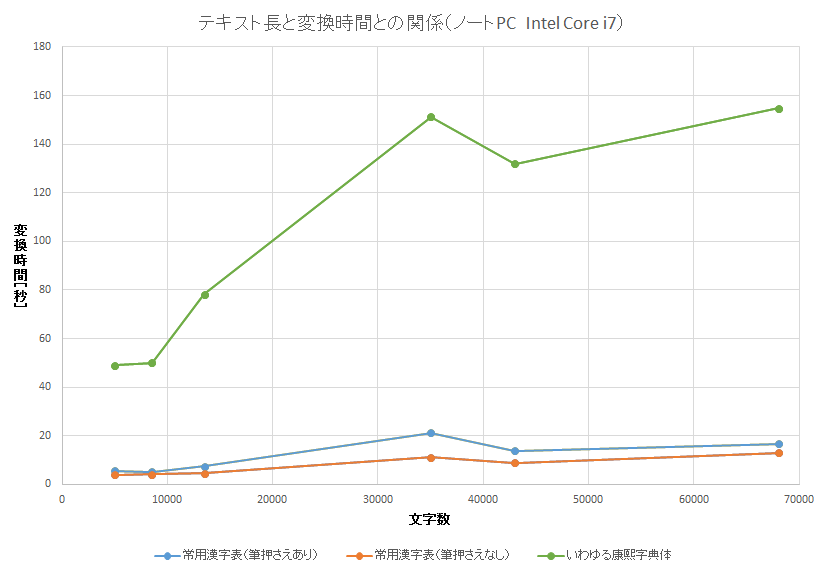 テキスト長と変換時間との関係(ノートPC Intel Core i7)
180
160
140
120
100
80
60
40
20
0
変換時間[秒]
0 10000 20000 30000 40000 50000 60000 70000
文字数
常用漢字表(筆押さえあり) 常用漢字表(筆押さえなし) いわゆる康熙字典体